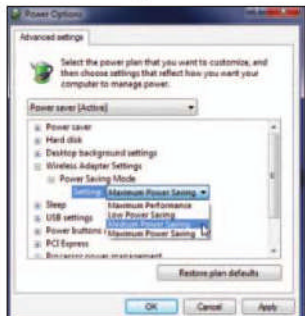 Power Options
Advanced settings
Select the power plan that you want to customize, and
then choose settings that reflect how you want your
computer to manage power.
Power saver [Active]
Power saver
Hard disk
Desktop background settings
Wireless Adapter Settings
Power Saving Mode
Setting: Maximum Power Saving
Sleep
Maximum Performance
Low Power Saving
USB settings
Medium Power Saving
Power buttons
Maximum Power Saving
PCI Express
Processor power management
Restore plan defaults
OK
Cancel
Apply